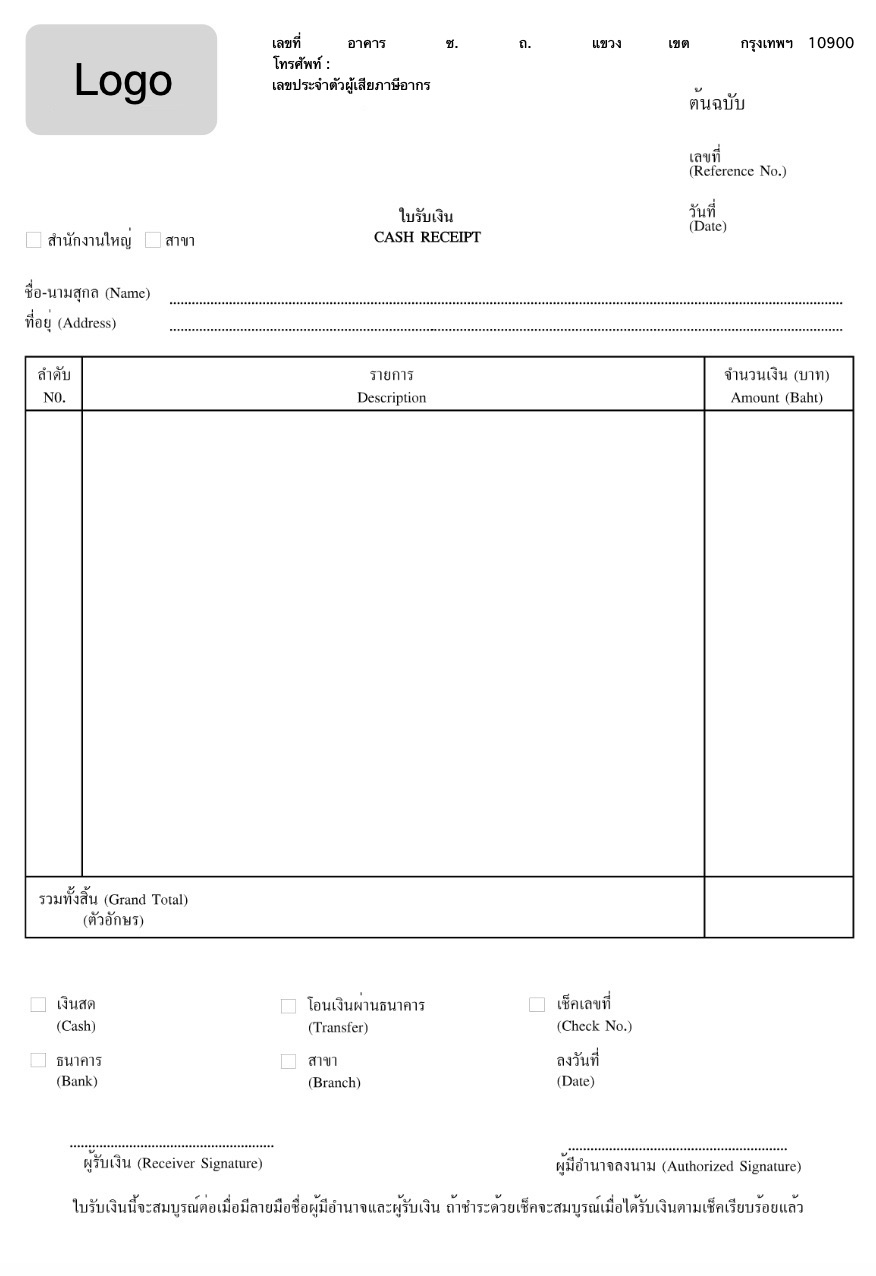 Logo
เลขที่ อาคาร ซ. ถ. แขวง เขต กรุงเทพฯ 10900
โทรศัพท์ :
เลขประจำตัวผู้เสียภาษีอากร
ต้นฉบับ
เลขที่
(Reference No.)
วันที่
(Date)
ใบรับเงิน
CASH RECEIPT
สำนักงานใหญ่ สาขา
ชื่อ-นามสุกล (Name)
ที่อยุ่ (Address)
ลำดับ รายการ จำนวนเงิน (บาท)
N0. Description Amount (Baht)
รวมทั้งสิ้น (Grand Total)
(ตัวอักษร)
เงินสด โอนเงินผ่านธนาคาร เช็คเลขที่
(Cash) (Transfer) (Check No.)
ธนาคาร สาขา ลงวันที่
(Bank) (Branch) (Date)
ผู้รับเงิน (Receiver Signature) ผู้มีอำนาจลงนาม (Authorized Signature)
ใบรับเงินนี้จะสมบูรณ์ต่อเมื่อมีลายมือชื่อผู้มีอำนาจและผู้รับเงิน ถ้าชำระด้วยเช็คจะสมบูรณ์เมื่อได้รับเงินตามเช็คเรียบร้อยแล้ว